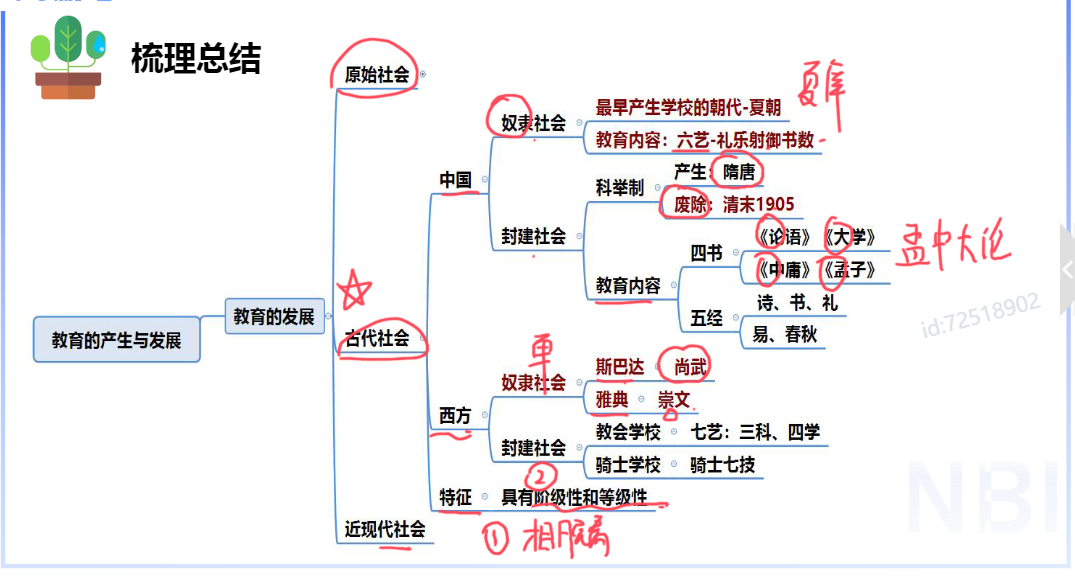 梳理总结
原始社会
夏
奴隶社会
最早产生学校的朝代-夏朝
教育内容：六艺-礼乐射御书数
中国
科举制
产生：隋唐
废除：清末1905
封建社会
教育内容
四书
《论语》《大学》
《中庸》《孟子》
孟中大论
五经
诗、书、礼
易、春秋
id:72518902
教育的产生与发展
教育的发展
古代社会
单
奴隶社会
斯巴达
尚武
雅典
崇文
西方
封建社会
教会学校
七艺：三科、四学
骑士学校
骑士七技
②
特征
具有阶级性和等级性
① 相脱离
近现代社会
NBI